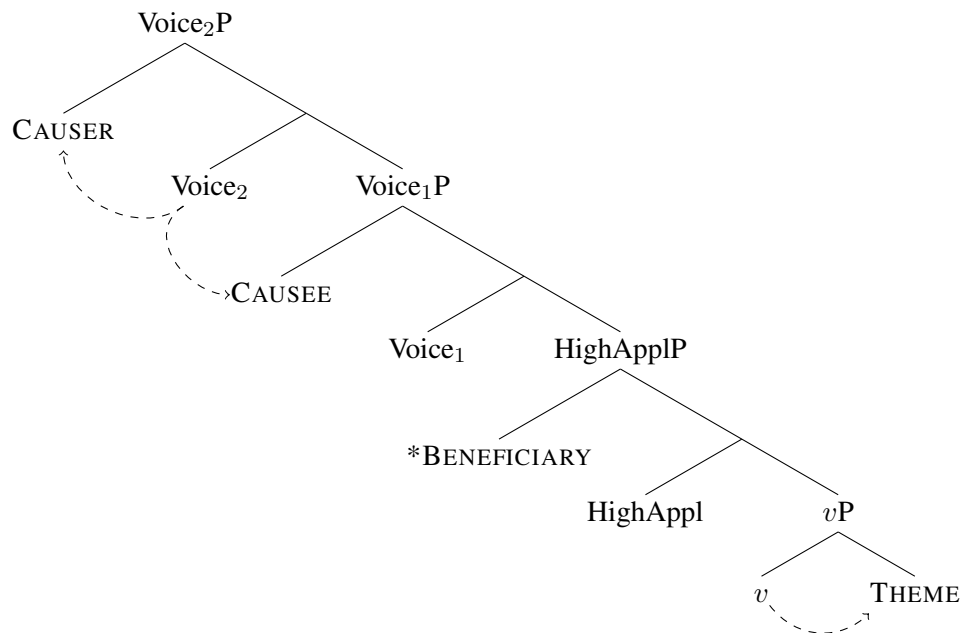 Voice₂P
CAUSER
Voice₂ Voice₁P
CAUSEE
Voice₁ HighApplP
*BENEFICIARY
HighAppl vP
v THEME